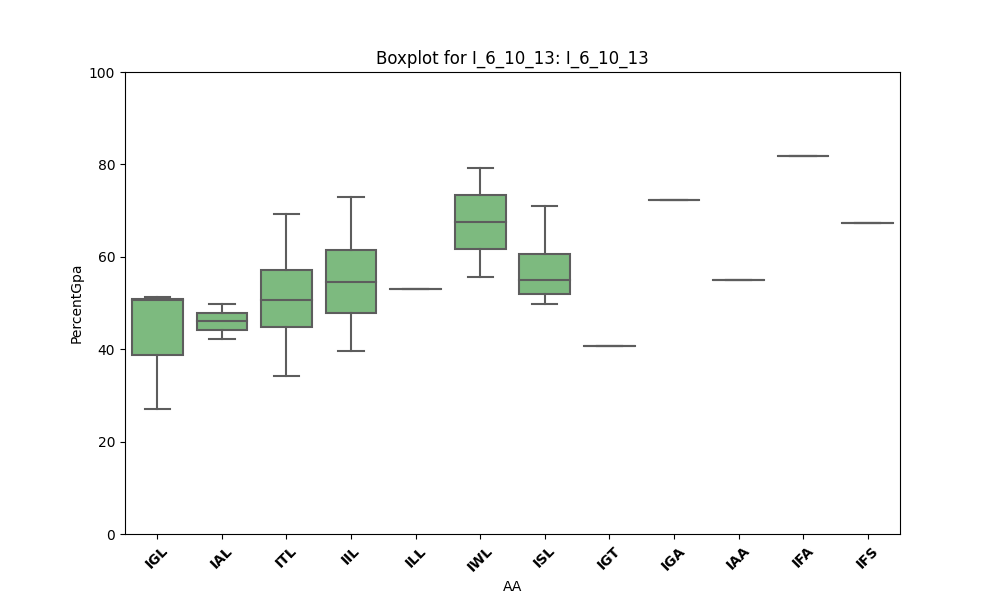 Boxplot for I_6_10_13: I_6_10_13
100
80
60
40
20
0
PercentGpa
IGL
IAL
ITL
IIL
ILL
IWL
ISL
IGT
IGA
IAA
IFA
IFS
AA